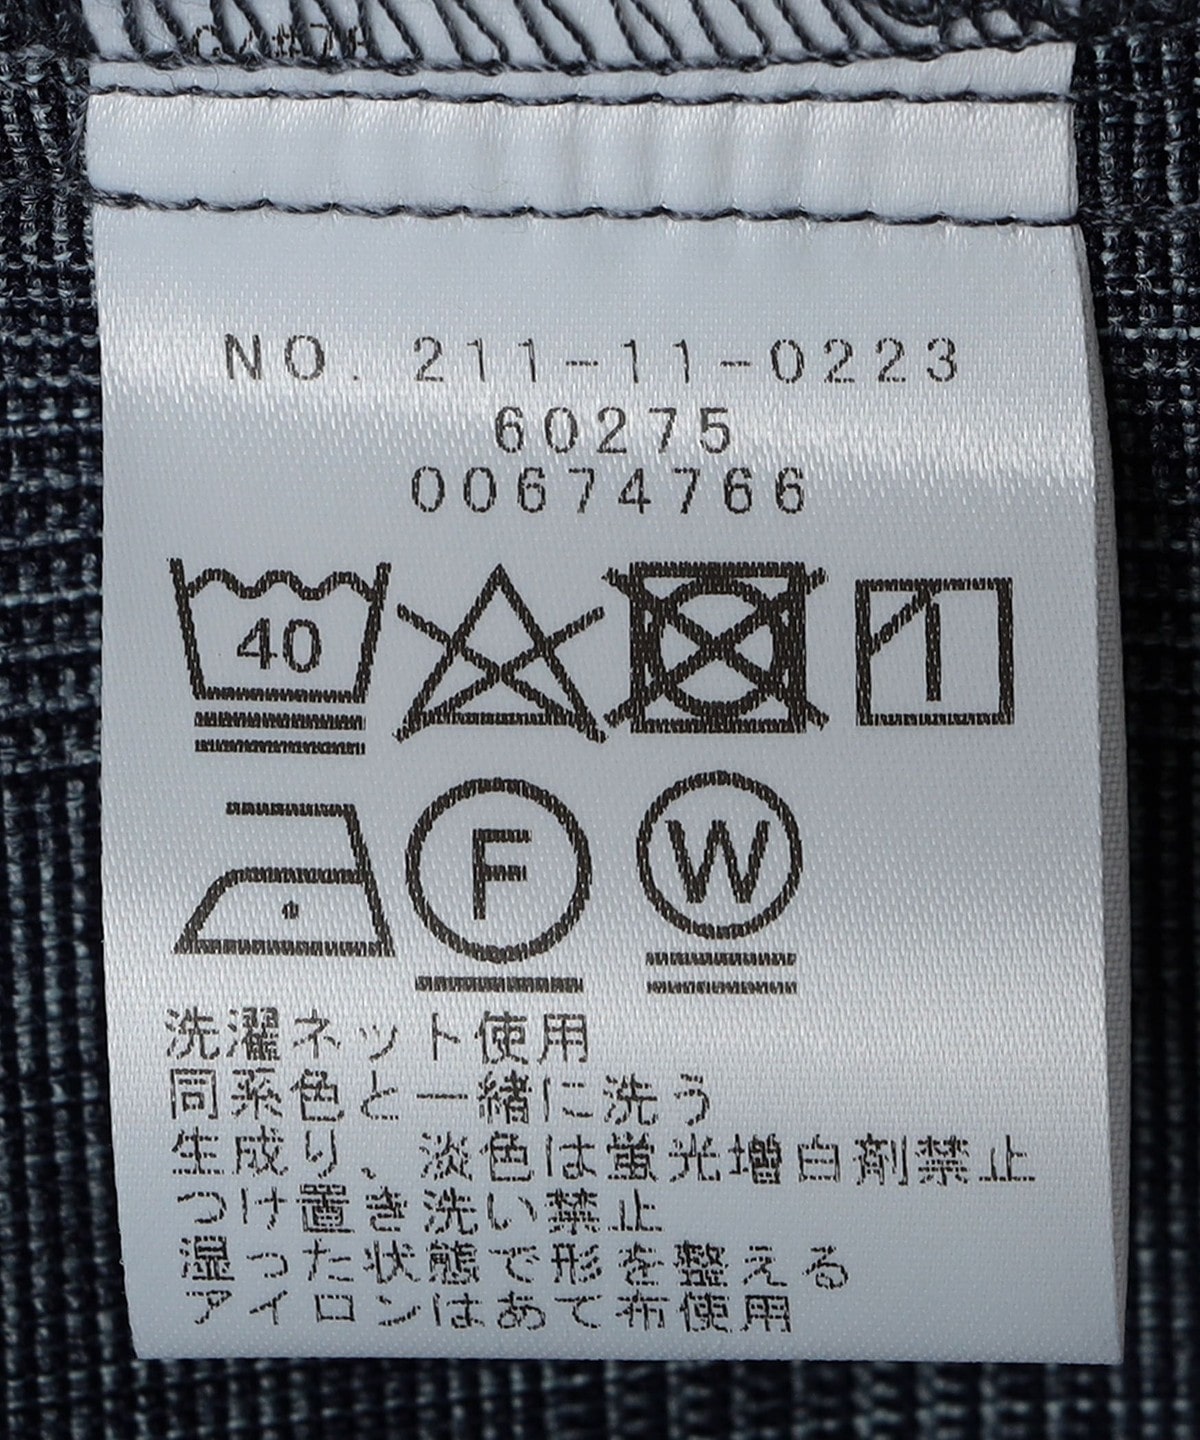 NO. 211-11-0223
60275
00674766
40
F
W
洗濯ネット使用
同系色と一緒に洗う
生成り、淡色は蛍光増白剤禁止
つけ置き洗い禁止
湿った状態で形を整える
アイロンはあて布使用